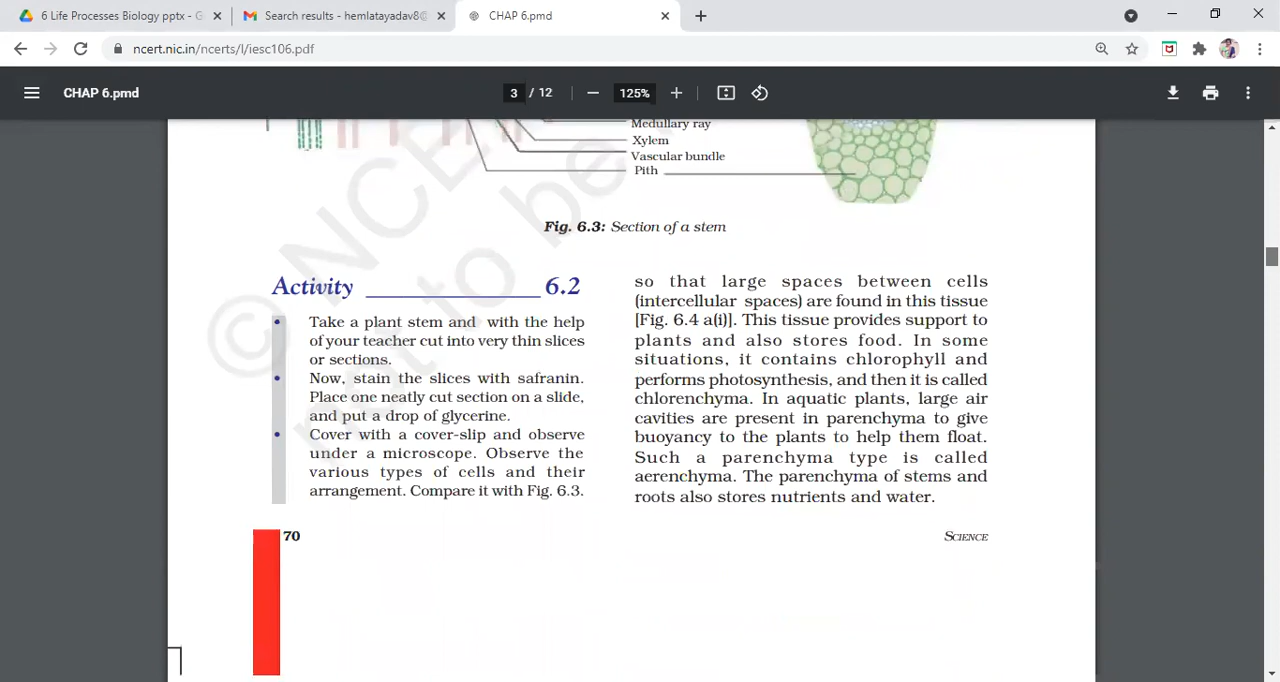 6 Life Processes Biology pptx - G
Search results - hemlatayadav8@
CHAP 6.pmd
ncert.nic.in/ncerts/l/iesc106.pdf
CHAP 6.pmd
3 / 12
125%
Medullary ray
Xylem
Vascular bundle
Pith
Fig. 6.3: Section of a stem
Activity 6.2
• Take a plant stem and with the help
of your teacher cut into very thin slices
or sections.
• Now, stain the slices with safranin.
Place one neatly cut section on a slide,
and put a drop of glycerine.
• Cover with a cover-slip and observe
under a microscope. Observe the
various types of cells and their
arrangement. Compare it with Fig. 6.3.
so that large spaces between cells
(intercellular spaces) are found in this tissue
[Fig. 6.4 a(i)]. This tissue provides support to
plants and also stores food. In some
situations, it contains chlorophyll and
performs photosynthesis, and then it is called
chlorenchyma. In aquatic plants, large air
cavities are present in parenchyma to give
buoyancy to the plants to help them float.
Such a parenchyma type is called
aerenchyma. The parenchyma of stems and
roots also stores nutrients and water.
70
SCIENCE
© NCE
not to be